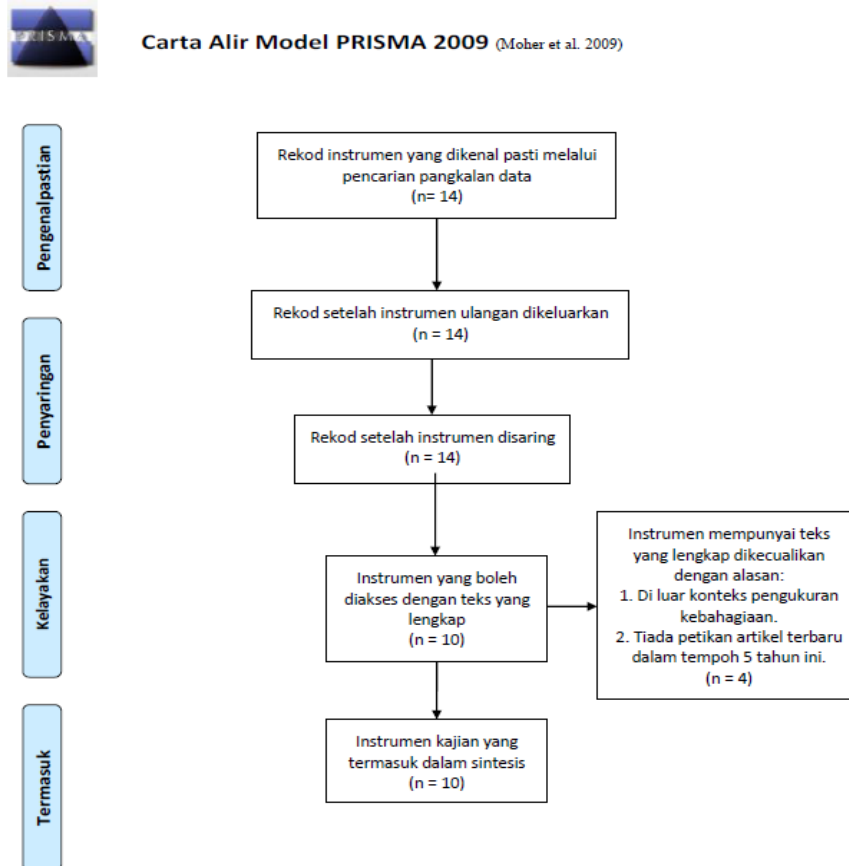 PRISMA
Carta Alir Model PRISMA 2009 (Moher et al. 2009)
Pengenalpastian
Rekod instrumen yang dikenal pasti melalui
pencarian pangkalan data
(n= 14)
Rekod setelah instrumen ulangan dikeluarkan
(n = 14)
Penyaringan
Rekod setelah instrumen disaring
(n = 14)
Kelayakan
Instrumen yang boleh
diakses dengan teks yang
lengkap
(n = 10)
Instrumen mempunyai teks
yang lengkap dikecualikan
dengan alasan:
1. Di luar konteks pengukuran
kebahagiaan.
2. Tiada petikan artikel terbaru
dalam tempoh 5 tahun ini.
(n = 4)
Termasuk
Instrumen kajian yang
termasuk dalam sintesis
(n = 10)